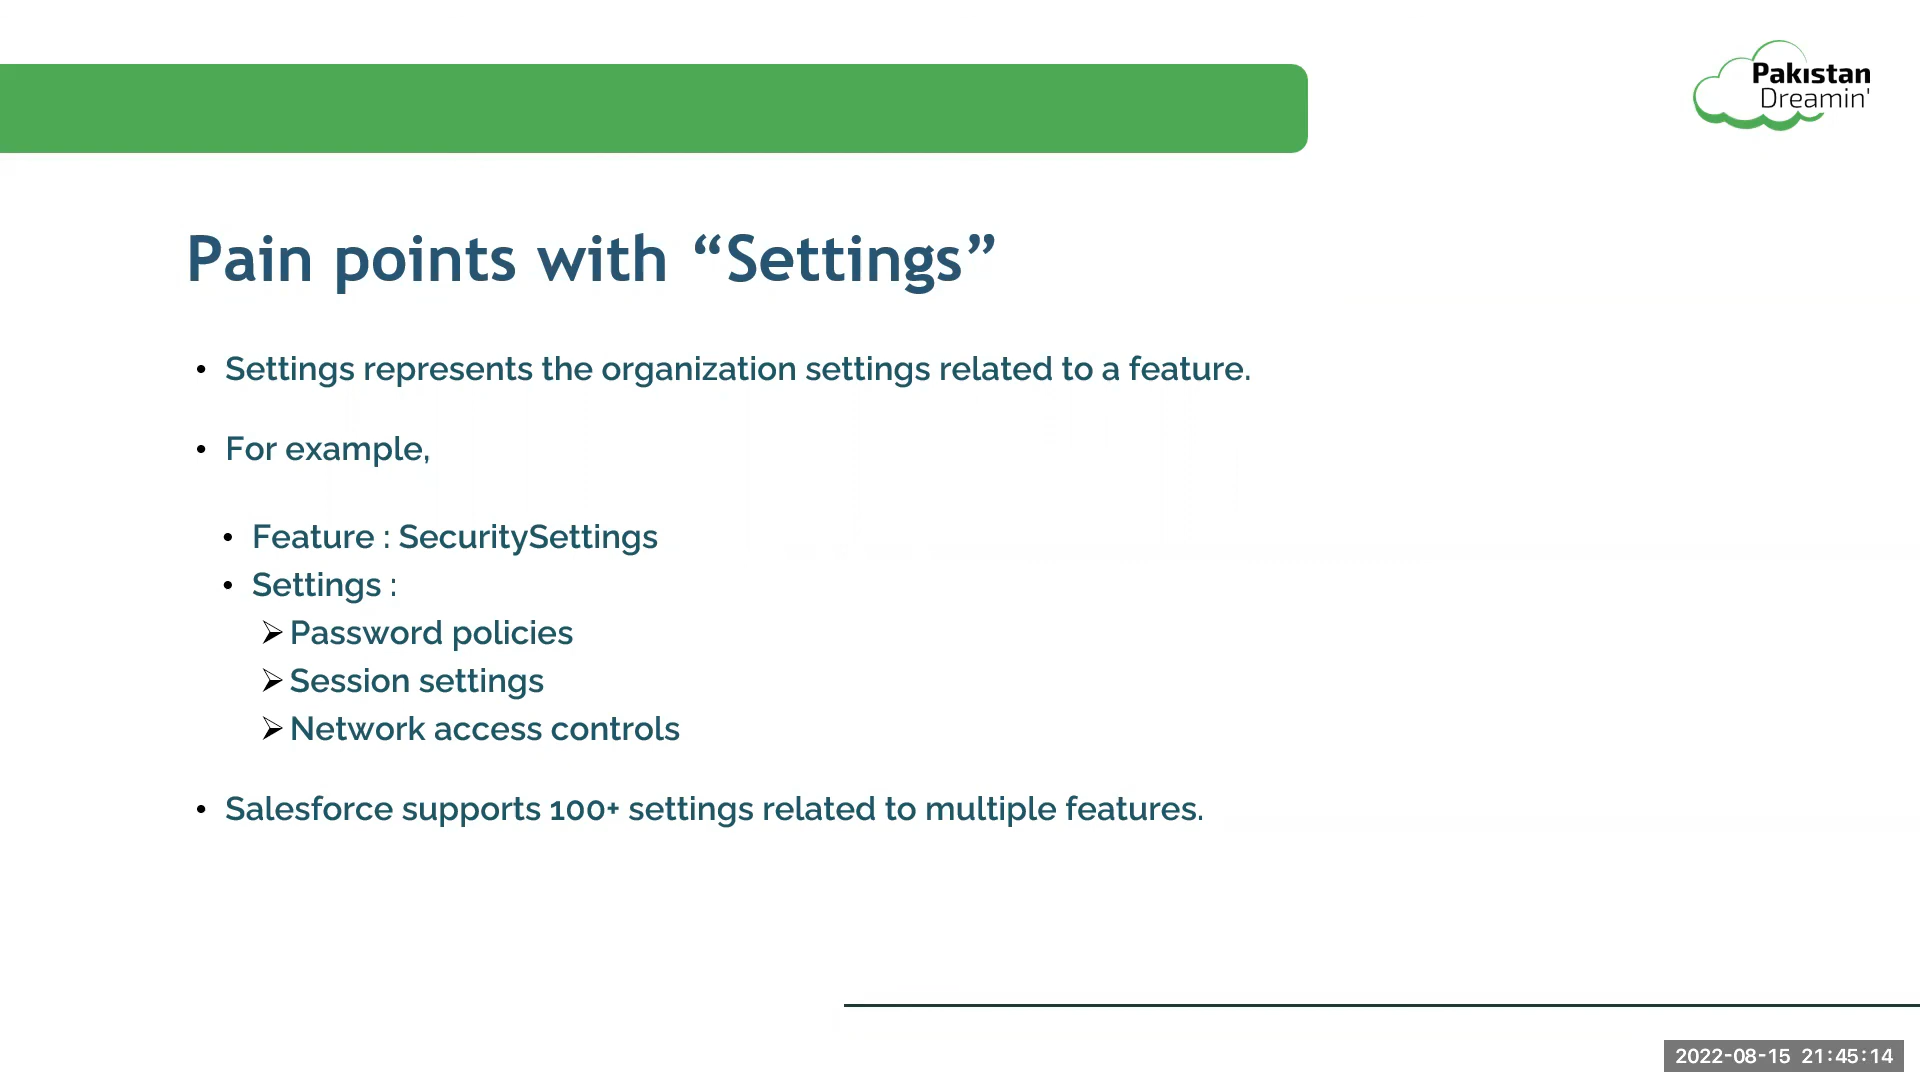 Pakistan
Dreamin'
Pain points with “Settings”
• Settings represents the organization settings related to a feature.
• For example,
• Feature : SecuritySettings
• Settings :
➢ Password policies
➢ Session settings
➢ Network access controls
• Salesforce supports 100+ settings related to multiple features.
2022-08-15 21:45:14